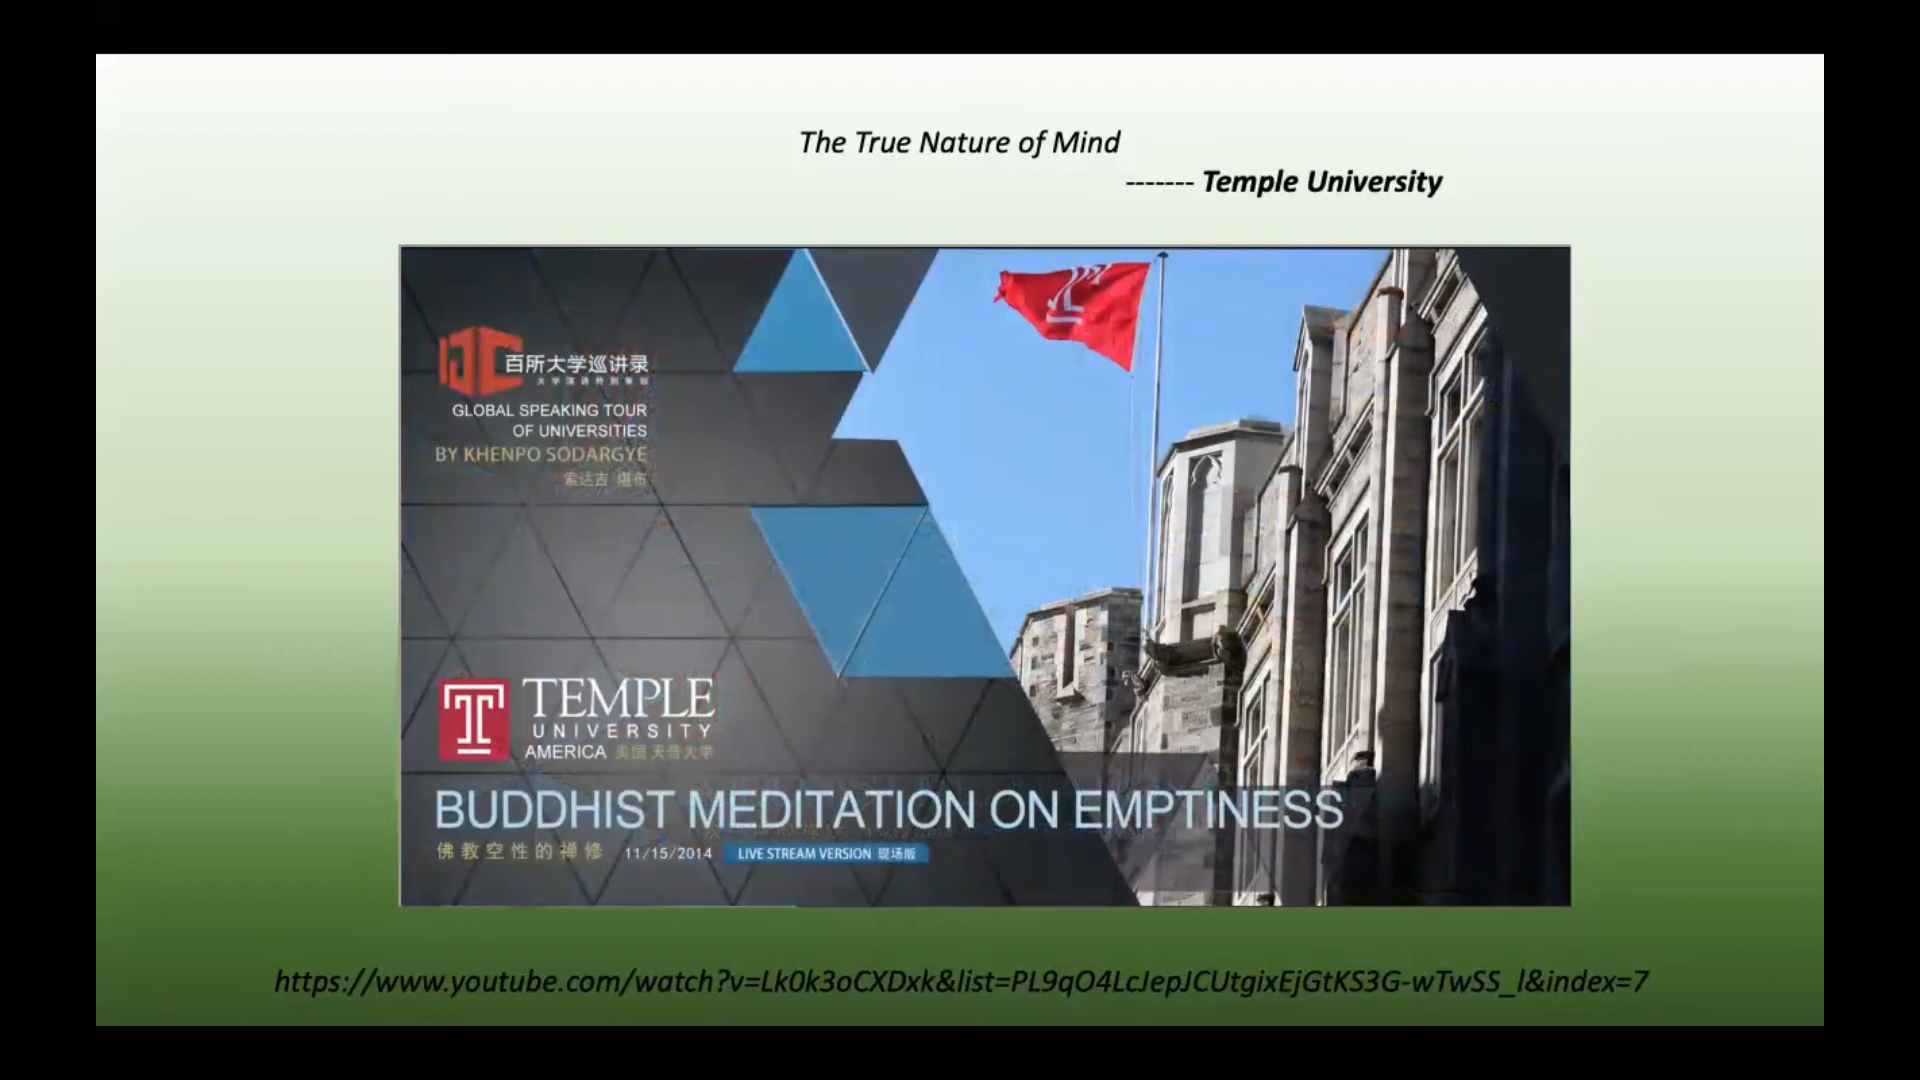 The True Nature of Mind
------- Temple University
百所大学巡讲录
GLOBAL SPEAKING TOUR
OF UNIVERSITIES
BY KHENPO SODARGYE
索达吉 堪布
TEMPLE
UNIVERSITY
AMERICA 美国 天普大学
BUDDHIST MEDITATION ON EMPTINESS
佛教空性的禅修 11/15/2014 LIVE STREAM VERSION 现场版
https://www.youtube.com/watch?v=Lk0k3oCXDxk&list=PL9qO4LcJepJCUtgixEjGtKS3G-wTwSS_l&index=7